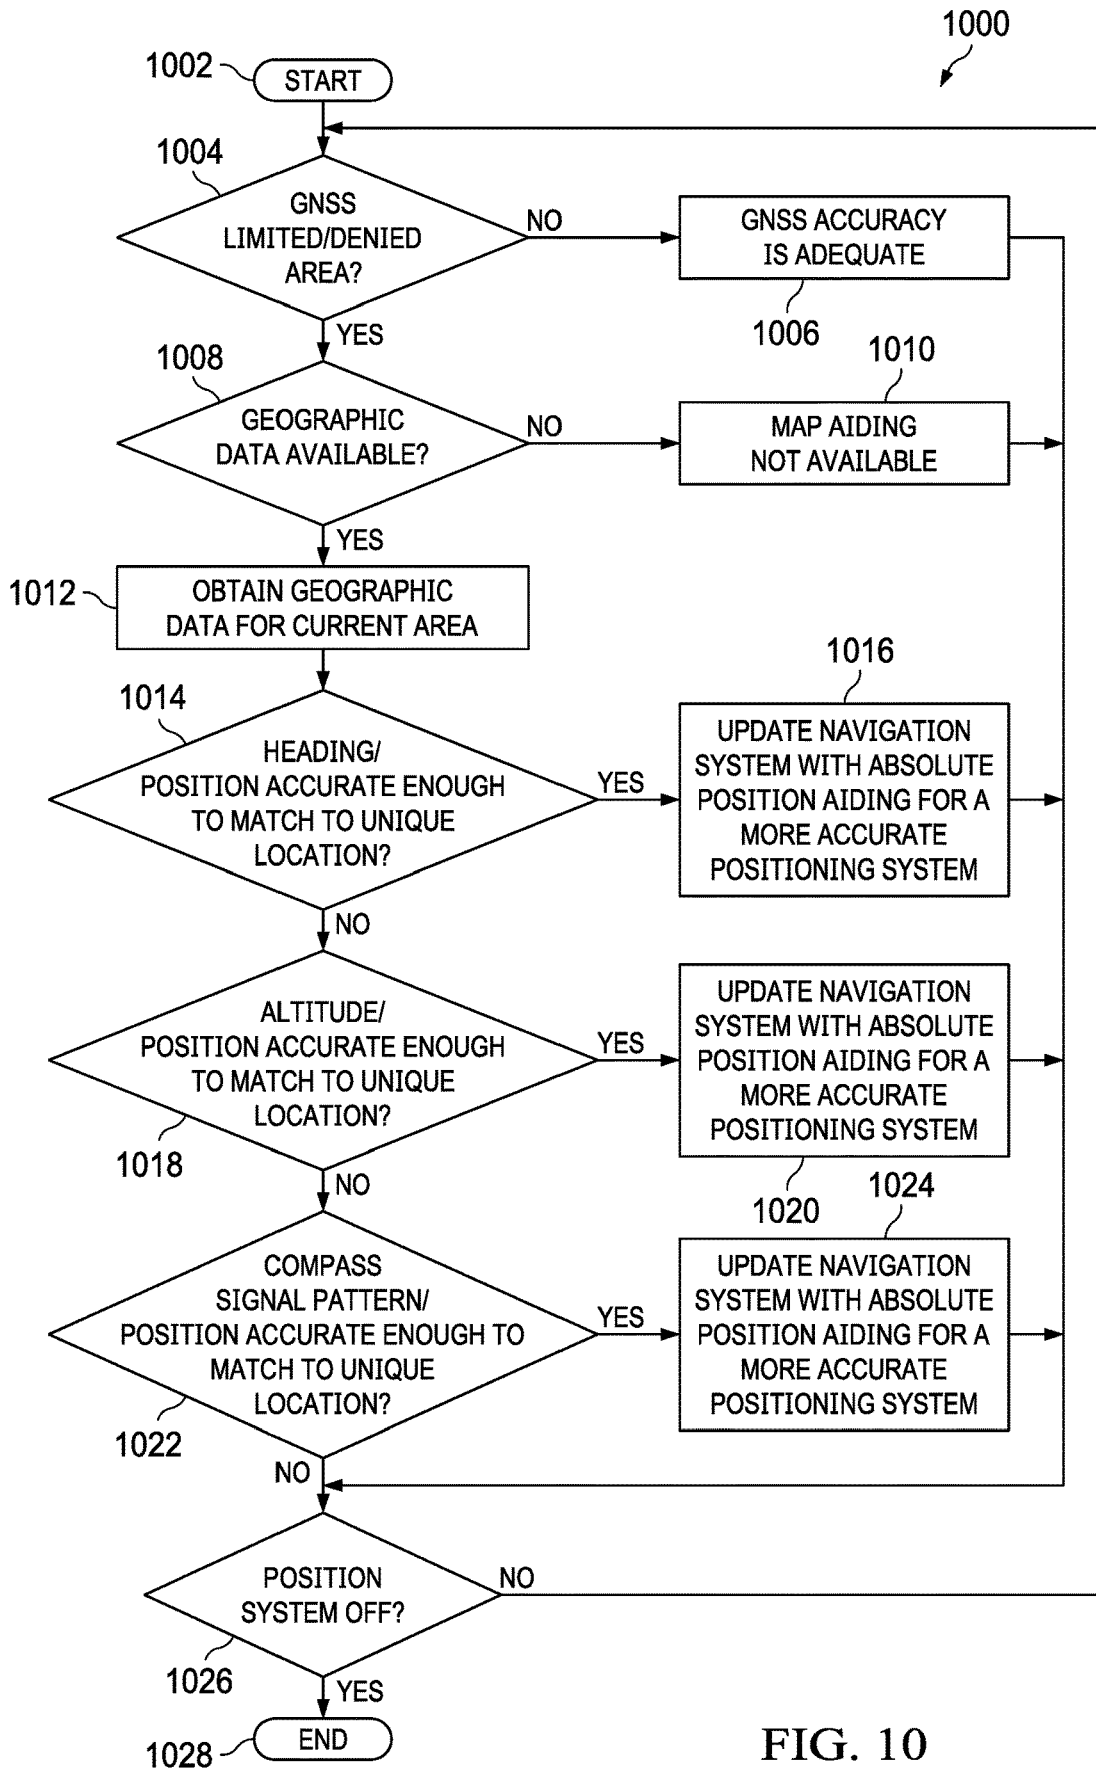 1000
1002
START
1004
GNSS
LIMITED/DENIED
AREA?
NO
GNSS ACCURACY
IS ADEQUATE
1006
YES
1008
GEOGRAPHIC
DATA AVAILABLE?
NO
1010
MAP AIDING
NOT AVAILABLE
YES
1012
OBTAIN GEOGRAPHIC
DATA FOR CURRENT AREA
1014
HEADING/
POSITION ACCURATE ENOUGH
TO MATCH TO UNIQUE
LOCATION?
YES
1016
UPDATE NAVIGATION
SYSTEM WITH ABSOLUTE
POSITION AIDING FOR A
MORE ACCURATE
POSITIONING SYSTEM
NO
ALTITUDE/
POSITION ACCURATE ENOUGH
TO MATCH TO UNIQUE
LOCATION?
1018
YES
UPDATE NAVIGATION
SYSTEM WITH ABSOLUTE
POSITION AIDING FOR A
MORE ACCURATE
POSITIONING SYSTEM
1020
NO
COMPASS
SIGNAL PATTERN/
POSITION ACCURATE ENOUGH TO
MATCH TO UNIQUE
LOCATION?
1022
YES
1024
UPDATE NAVIGATION
SYSTEM WITH ABSOLUTE
POSITION AIDING FOR A
MORE ACCURATE
POSITIONING SYSTEM
NO
POSITION
SYSTEM OFF?
NO
1026
YES
1028
END
FIG. 10